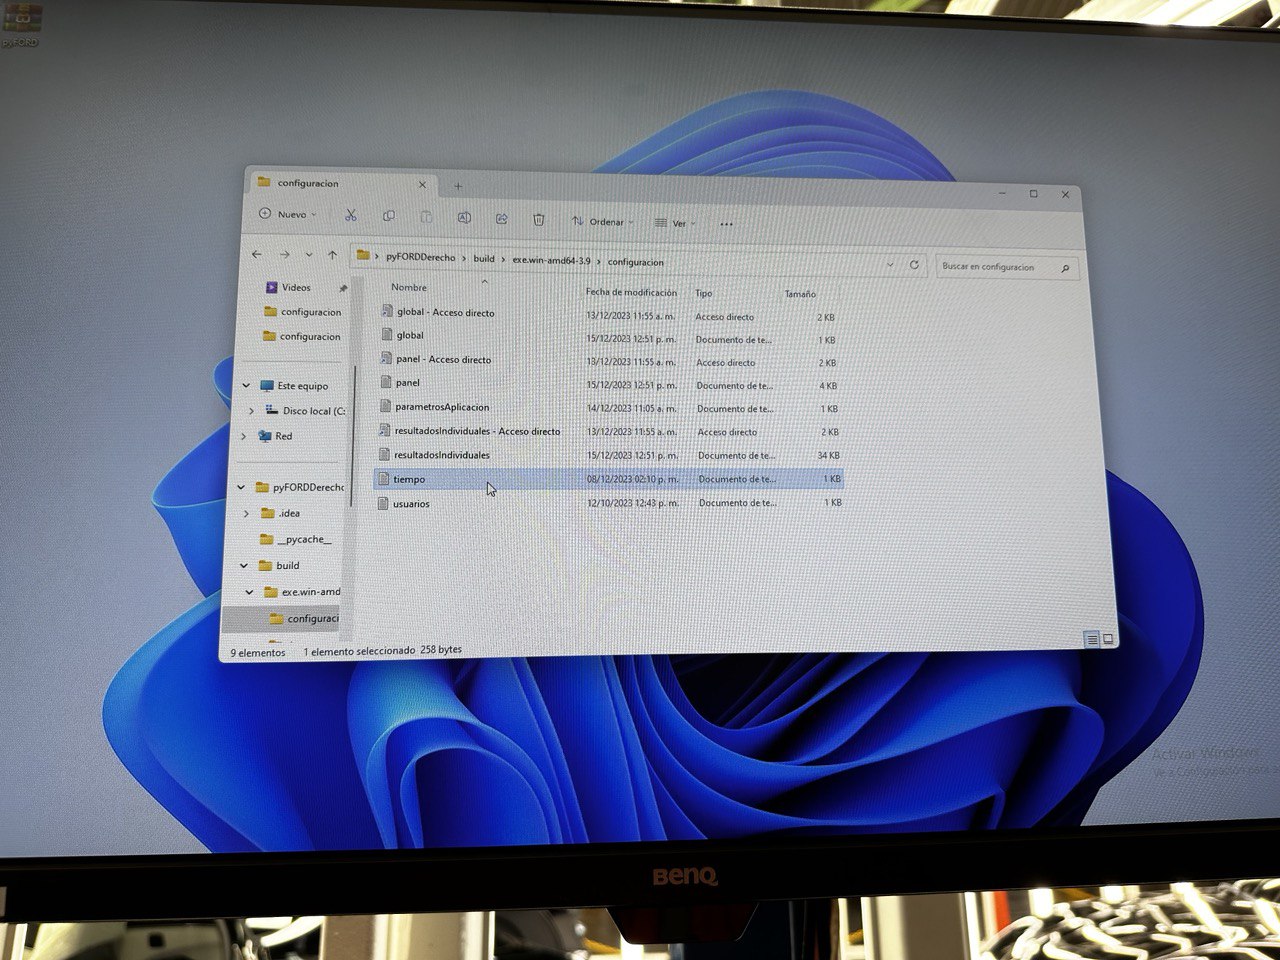 PyFORD
configuracion
Nuevo
Ordenar
Ver
pyFORDDerecho > build > exe.win-amd64-3.9 > configuracion
Buscar en configuracion
Videos
configuracion
configuracion
Este equipo
Disco local (C:
Red
pyFORDDerecho
.idea
__pycache__
build
exe.win-amd
configuraci
Nombre Fecha de modificación Tipo Tamaño
global - Acceso directo 13/12/2023 11:55 a. m. Acceso directo 2 KB
global 15/12/2023 12:51 p. m. Documento de te... 1 KB
panel - Acceso directo 13/12/2023 11:55 a. m. Acceso directo 2 KB
panel 15/12/2023 12:51 p. m. Documento de te... 4 KB
parametrosAplicacion 14/12/2023 11:05 a. m. Documento de te... 1 KB
resultadosIndividuales - Acceso directo 13/12/2023 11:55 a. m. Acceso directo 2 KB
resultadosIndividuales 15/12/2023 12:51 p. m. Documento de te... 34 KB
tiempo 08/12/2023 02:10 p. m. Documento de te... 1 KB
usuarios 12/10/2023 12:43 p. m. Documento de te... 1 KB
9 elementos 1 elemento seleccionado 258 bytes
Activar Windows
Ve a Configuración para
BenQ